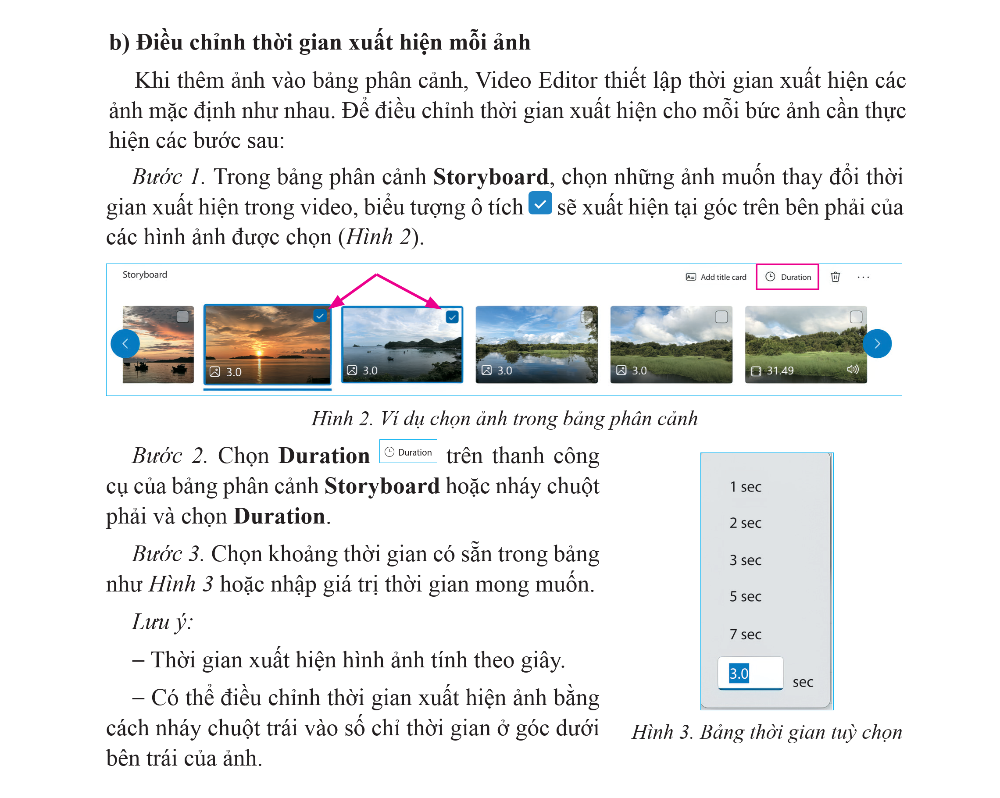 b) Điều chỉnh thời gian xuất hiện mỗi ảnh
Khi thêm ảnh vào bảng phân cảnh, Video Editor thiết lập thời gian xuất hiện các
ảnh mặc định như nhau. Để điều chỉnh thời gian xuất hiện cho mỗi bức ảnh cần thực
hiện các bước sau:
Bước 1. Trong bảng phân cảnh Storyboard, chọn những ảnh muốn thay đổi thời
gian xuất hiện trong video, biểu tượng ô tích sẽ xuất hiện tại góc trên bên phải của
các hình ảnh được chọn (Hình 2).
Storyboard
Add title card Duration ...
3.0 3.0 3.0 3.0 31.49
Hình 2. Ví dụ chọn ảnh trong bảng phân cảnh
Bước 2. Chọn Duration Duration trên thanh công
cụ của bảng phân cảnh Storyboard hoặc nháy chuột
phải và chọn Duration.
Bước 3. Chọn khoảng thời gian có sẵn trong bảng
như Hình 3 hoặc nhập giá trị thời gian mong muốn.
Lưu ý:
– Thời gian xuất hiện hình ảnh tính theo giây.
– Có thể điều chỉnh thời gian xuất hiện ảnh bằng
cách nháy chuột trái vào số chỉ thời gian ở góc dưới
bên trái của ảnh.
1 sec
2 sec
3 sec
5 sec
7 sec
3.0 sec
Hình 3. Bảng thời gian tuỳ chọn